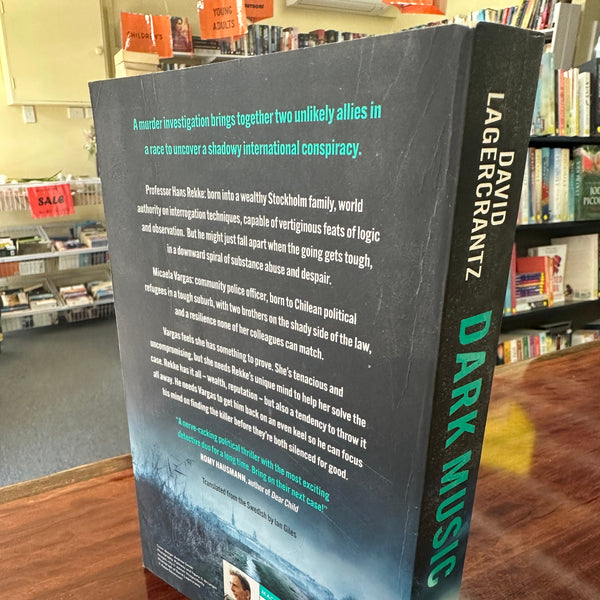 CHILDREN'S
YOUNG
ADULTS
SALE
A murder investigation brings together two unlikely allies in
a race to uncover a shadowy international conspiracy.
Professor Hans Rekke: born into a wealthy Stockholm family, world
authority on interrogation techniques, capable of vertiginous feats of logic
and observation. But he might just fall apart when the going gets tough,
in a downward spiral of substance abuse and despair.
Micaela Vargas: community police officer, born to Chilean political
refugees in a tough suburb, with two brothers on the shady side of the law,
and a resilience none of her colleagues can match.
Vargas feels she has something to prove. She's tenacious and
uncompromising, but she needs Rekke's unique mind to help her solve the
case. Rekke has it all – wealth, reputation – but also a tendency to throw it
all away. He needs Vargas to get him back on an even keel so he can focus
his mind on finding the killer before they're both silenced for good.
"A nerve-racking political thriller with the most exciting
detective duo for a long time. Bring on their next case!"
ROMY HAUSMANN, author of Dear Child
Translated from the Swedish by Ian Giles
DAVID
LAGERCRANTZ
DARK MUSIC